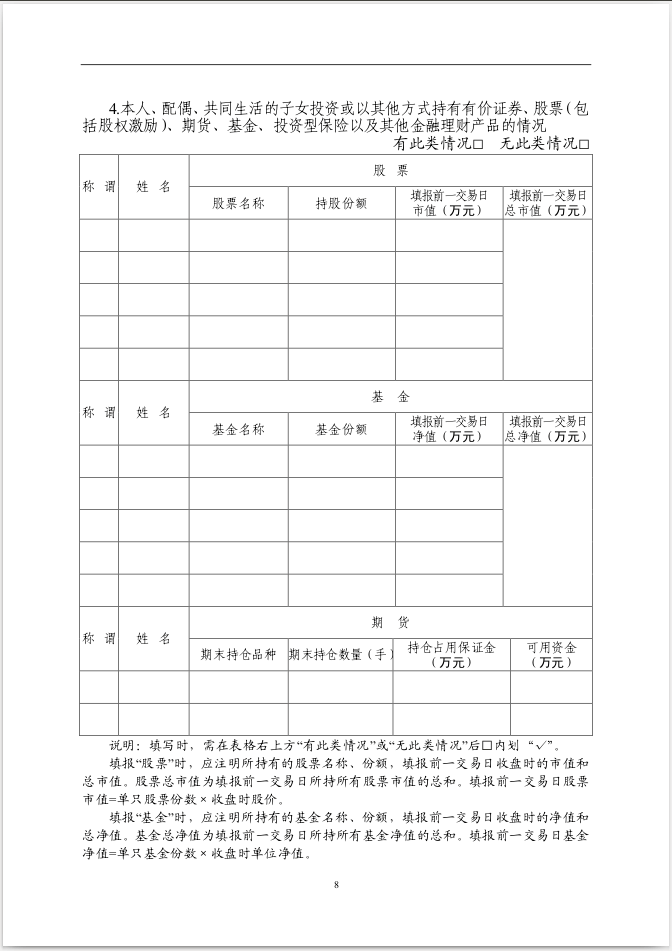 4.本人、配偶、共同生活的子女投资或以其他方式持有有价证券、股票(包
括股权激励)、期货、基金、投资型保险以及其他金融理财产品的情况
有此类情况□ 无此类情况□
称 谓 姓 名 股 票
股票名称 持股份额 填报前一交易日市值(万元) 填报前一交易日总市值(万元)
称 谓 姓 名 基 金
基金名称 基金份额 填报前一交易日净值(万元) 填报前一交易日总净值(万元)
称 谓 姓 名 期 货
期末持仓品种 期末持仓数量(手) 持仓占用保证金(万元) 可用资金(万元)
说明：填写时，需在表格右上方“有此类情况”或“无此类情况”后□内划“√”。
填报“股票”时，应注明所持有的股票名称、份额，填报前一交易日收盘时的市值和
总市值。股票总市值为填报前一交易日所持所有股票市值的总和。填报前一交易日股票
市值=单只股票份数×收盘时股价。
填报“基金”时，应注明所持有的基金名称、份额，填报前一交易日收盘时的净值和
总净值。基金总净值为填报前一交易日所持所有基金净值的总和。填报前一交易日基金
净值=单只基金份数×收盘时单位净值。
8